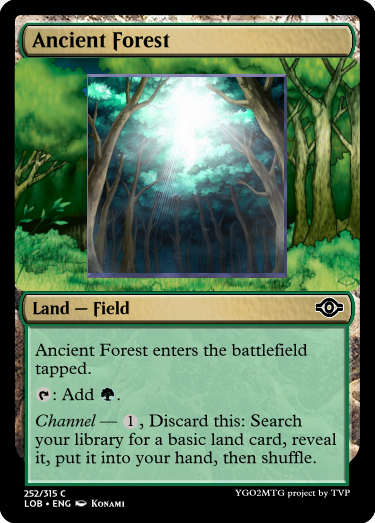 Ancient Forest
Land — Field
Ancient Forest enters the battlefield
tapped.
: Add .
Channel — 1, Discard this: Search
your library for a basic land card, reveal
it, put it into your hand, then shuffle.
252/315 C
YGO2MTG project by TVP
LOB • ENG Konami